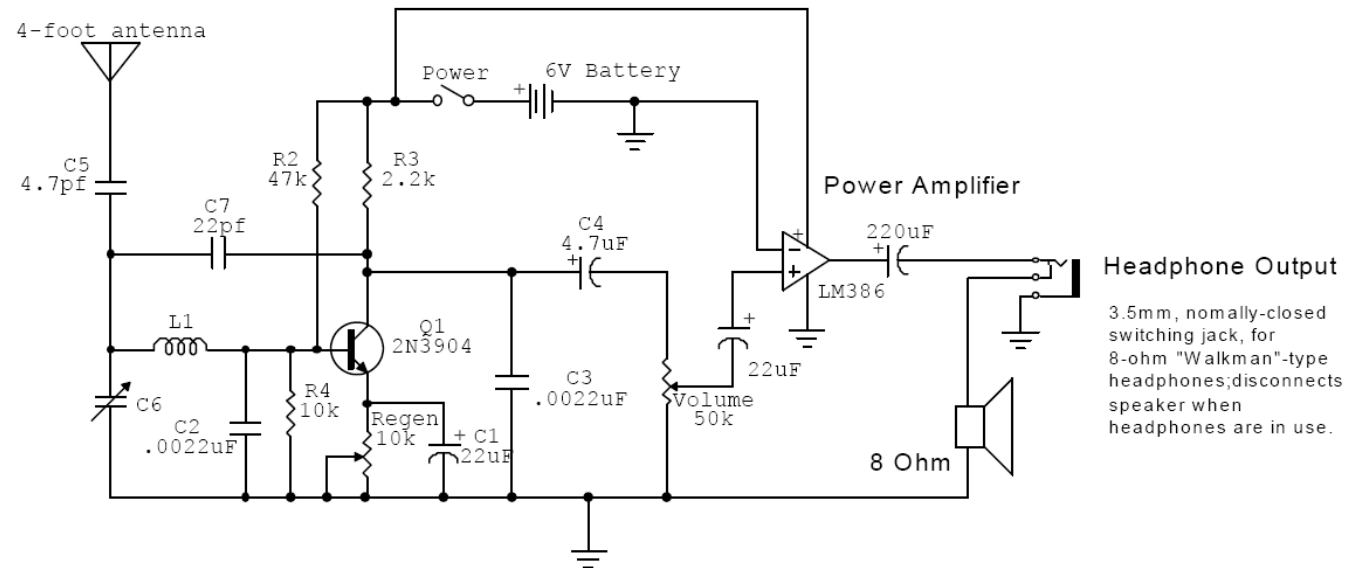 4-foot antenna
Power
6V Battery
+
C5
4.7pf
R2
47k
R3
2.2k
Power Amplifier
C7
22pf
C4
4.7uF
+
220uF
+
+
-
+
LM386
Headphone Output
3.5mm, nomally-closed
switching jack, for
8-ohm "Walkman"-type
headphones;disconnects
speaker when
headphones are in use.
L1
Q1
2N3904
+
22uF
C6
C2
.0022uF
R4
10k
Regen
10k
+ C1
22uF
C3
.0022uF
Volume
50k
8 Ohm